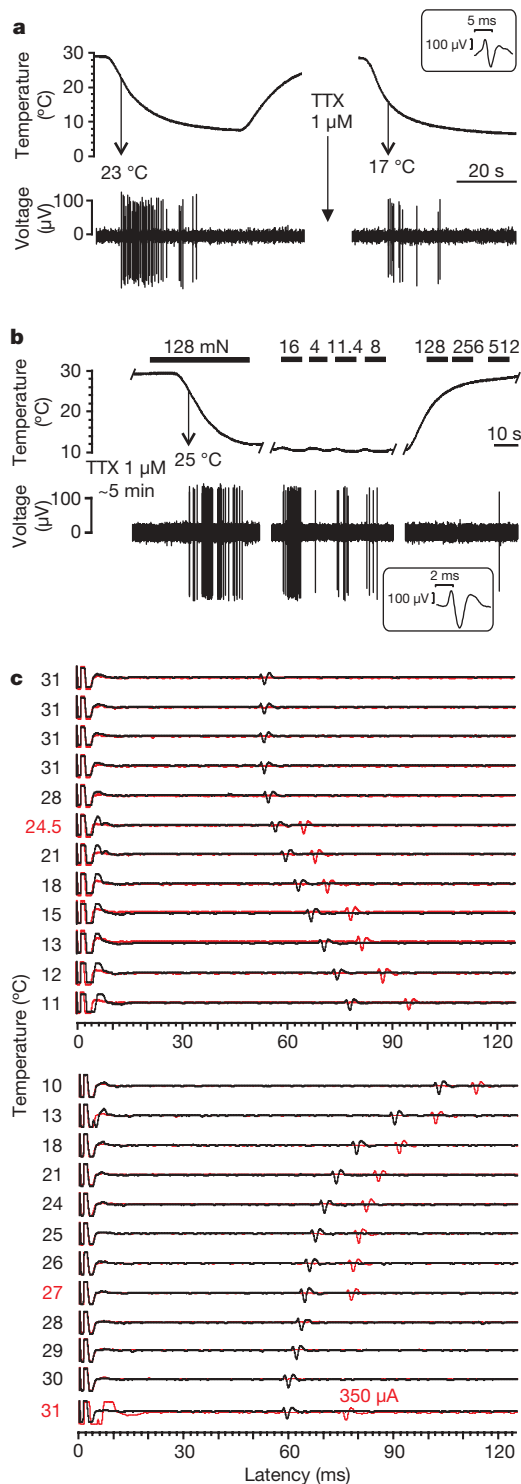 a
5 ms
100 µV
Temperature (°C)
30
20
10
0
23 °C
TTX
1 µM
17 °C
20 s
Voltage (µV)
100
0
b
128 mN
16 4 11.4 8
128 256 512
Temperature (°C)
30
20
10
25 °C
10 s
TTX 1 µM
~5 min
Voltage (µV)
100
0
2 ms
100 µV
c
Temperature (°C)
31
31
31
31
28
24.5
21
18
15
13
12
11
0 30 60 90 120
10
13
18
21
24
25
26
27
28
29
30
31
350 µA
0 30 60 90 120
Latency (ms)